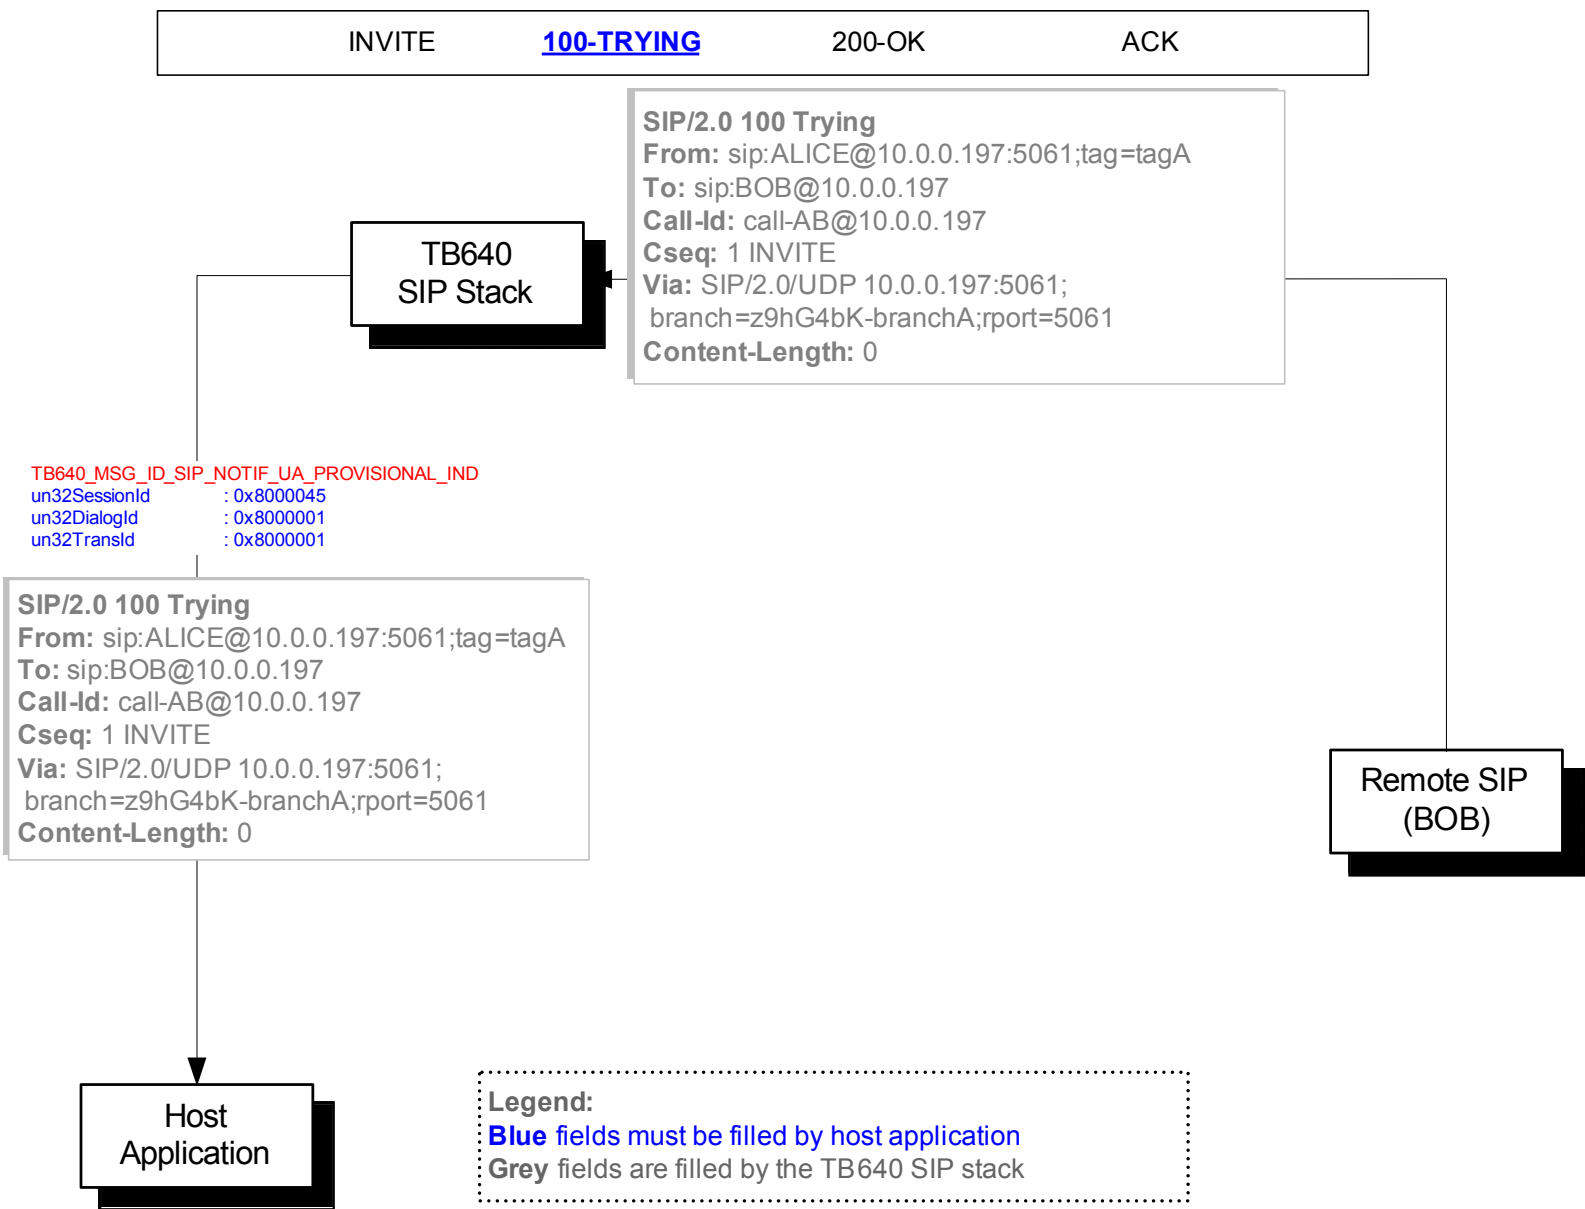 INVITE 100-TRYING 200-OK ACK
SIP/2.0 100 Trying
From: sip:ALICE@10.0.0.197:5061;tag=tagA
To: sip:BOB@10.0.0.197
Call-Id: call-AB@10.0.0.197
Cseq: 1 INVITE
Via: SIP/2.0/UDP 10.0.0.197:5061;
branch=z9hG4bK-branchA;rport=5061
Content-Length: 0
TB640
SIP Stack
TB640_MSG_ID_SIP_NOTIF_UA_PROVISIONAL_IND
un32SessionId : 0x8000045
un32DialogId : 0x8000001
un32TransId : 0x8000001
SIP/2.0 100 Trying
From: sip:ALICE@10.0.0.197:5061;tag=tagA
To: sip:BOB@10.0.0.197
Call-Id: call-AB@10.0.0.197
Cseq: 1 INVITE
Via: SIP/2.0/UDP 10.0.0.197:5061;
branch=z9hG4bK-branchA;rport=5061
Content-Length: 0
Remote SIP
(BOB)
Host
Application
Legend:
Blue fields must be filled by host application
Grey fields are filled by the TB640 SIP stack